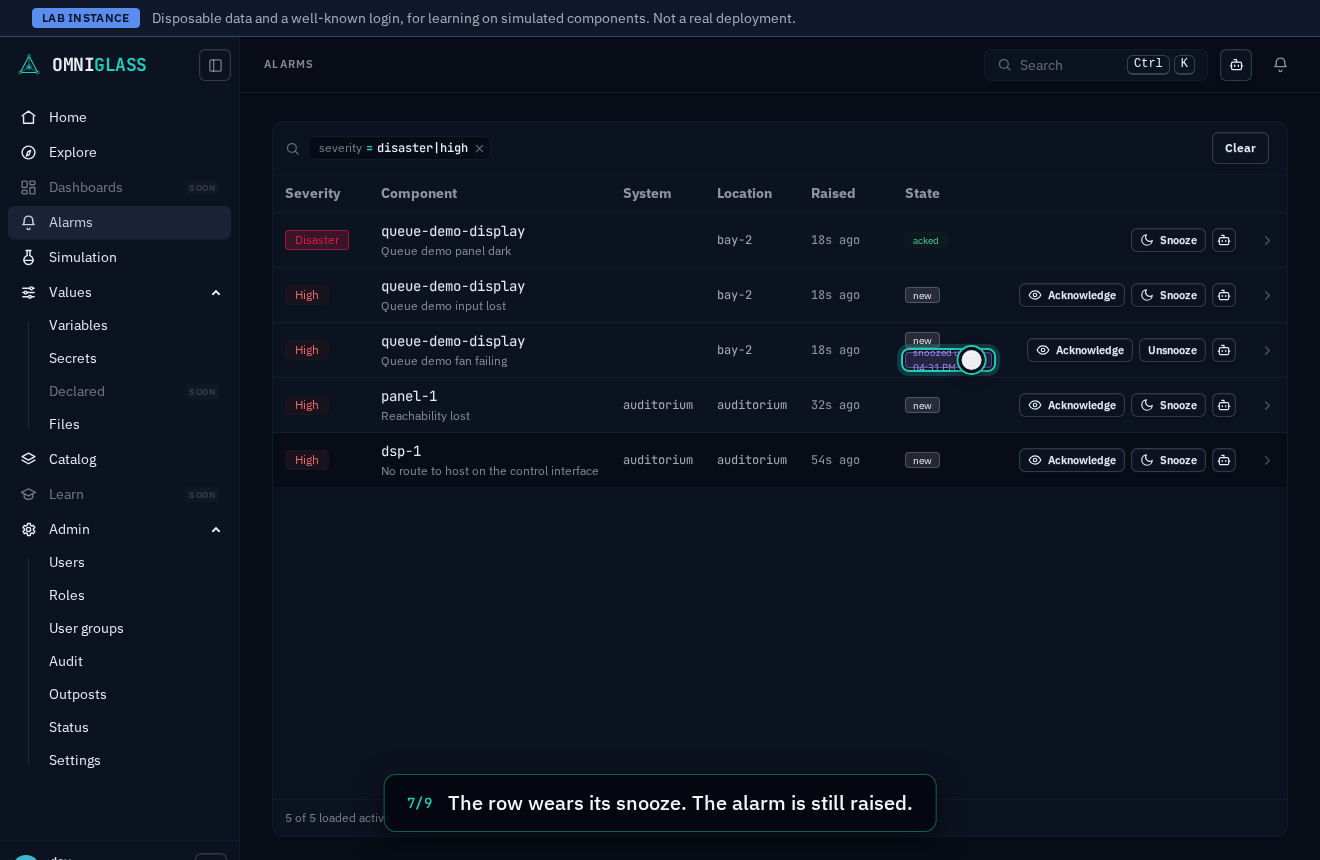 LAB INSTANCE Disposable data and a well-known login, for learning on simulated components. Not a real deployment.
OMNIGLASS
ALARMS
Search Ctrl K
Home
Explore
Dashboards SOON
Alarms
Simulation
Values
Variables
Secrets
Declared SOON
Files
Catalog
Learn SOON
Admin
Users
Roles
User groups
Audit
Outposts
Status
Settings
severity = disaster|high
Clear
Severity Component System Location Raised State
Disaster queue-demo-display bay-2 18s ago acked Snooze
Queue demo panel dark
High queue-demo-display bay-2 18s ago new Acknowledge Snooze
Queue demo input lost
High queue-demo-display bay-2 18s ago new Acknowledge Unsnooze
Queue demo fan failing
snoozed
04:31 PM
High panel-1 auditorium auditorium 32s ago new Acknowledge Snooze
Reachability lost
High dsp-1 auditorium auditorium 54s ago new Acknowledge Snooze
No route to host on the control interface
5 of 5 loaded
7/9 The row wears its snooze. The alarm is still raised.